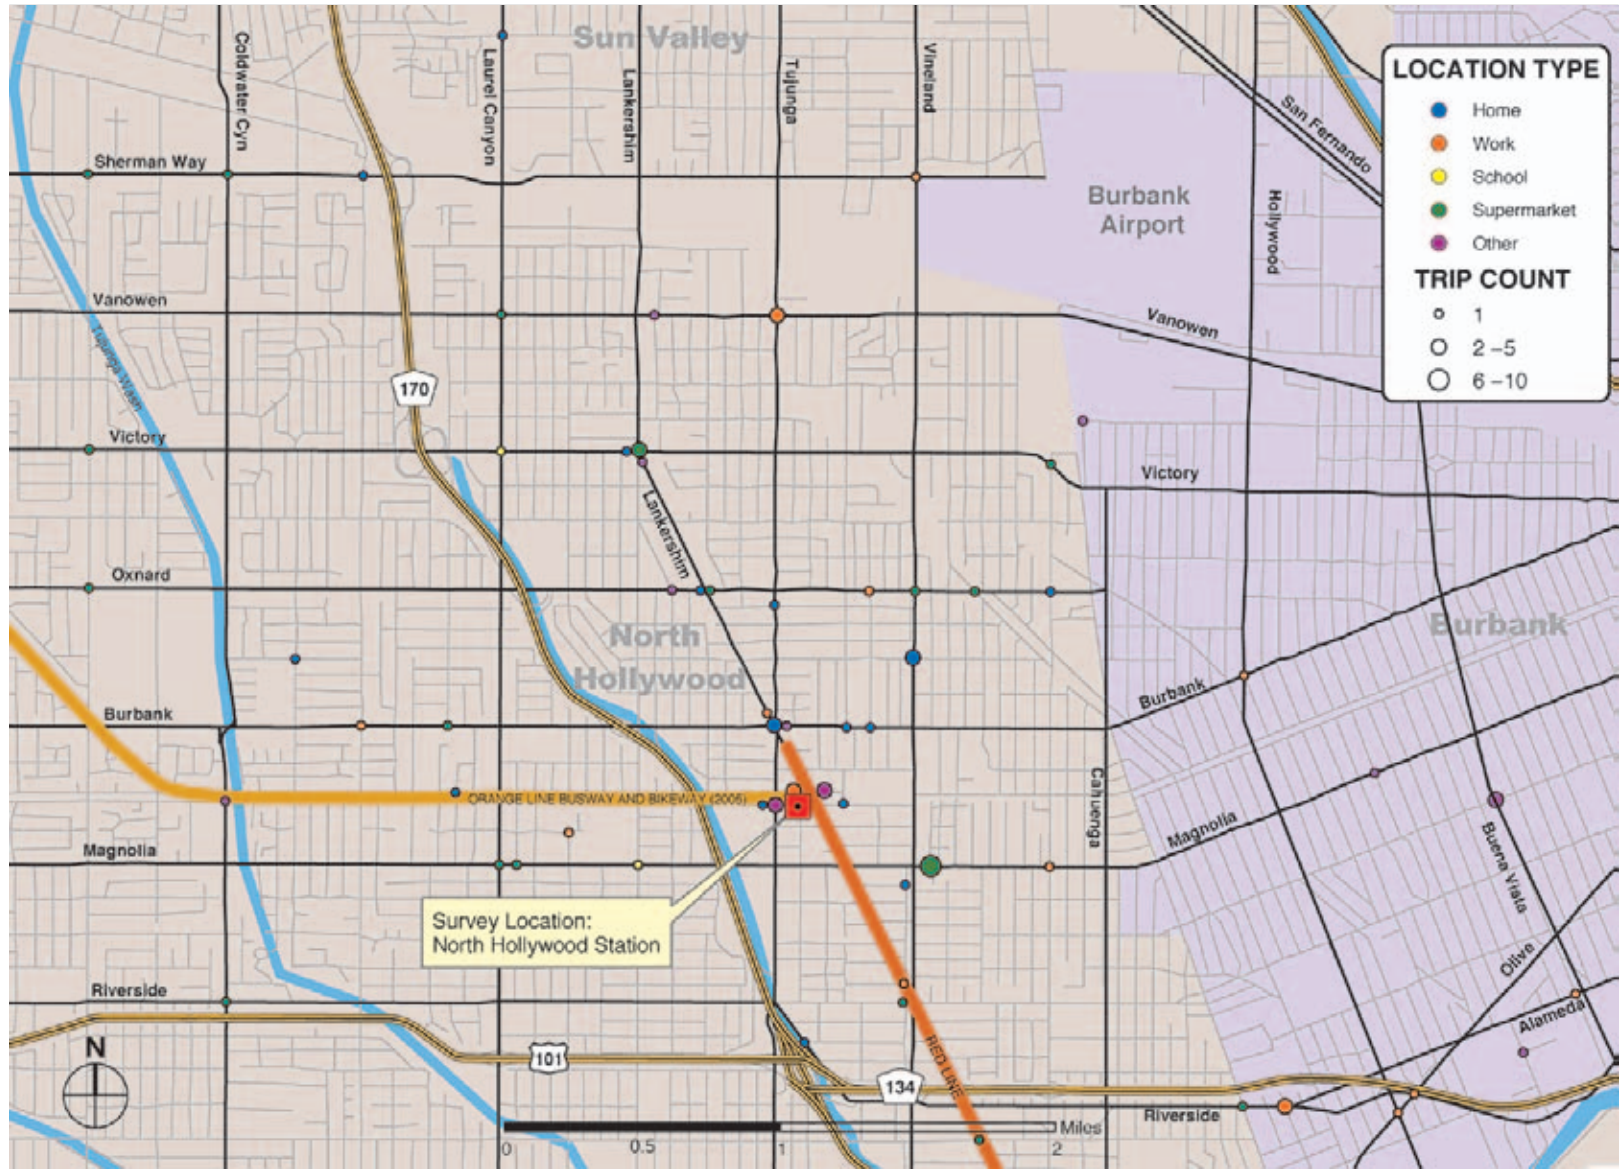 Sun Valley
Coldwater Cyn
Laurel Canyon
Lankershim
Tujunga
Vineland
San Fernando
Hollywood
LOCATION TYPE
Home
Work
School
Supermarket
Other
TRIP COUNT
1
2 –5
6 –10
Sherman Way
Burbank
Airport
Vanowen
Vanowen
Tujunga Wash
170
Victory
Victory
Lankershim
Oxnard
North
Hollywood
Burbank
Burbank
Burbank
ORANGE LINE BUSWAY AND BIKEWAY (2005)
Cahuenga
Magnolia
Magnolia
Buena Vista
Survey Location:
North Hollywood Station
Olive
Riverside
Alameda
N
101
RED LINE
134
Riverside
Miles
0
0.5
1
2